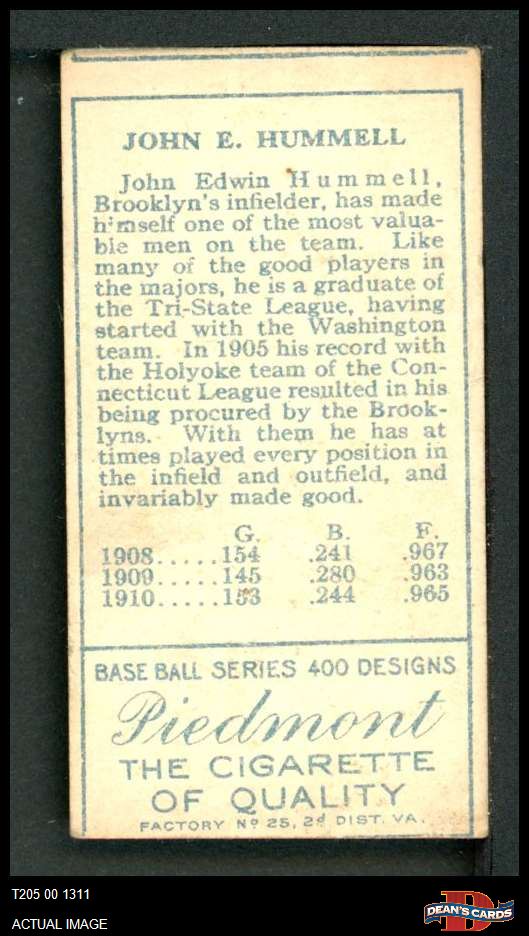 JOHN E. HUMMELL
John Edwin Hummell,
Brooklyn's infielder, has made
himself one of the most valua-
ble men on the team. Like
many of the good players in
the majors, he is a graduate of
the Tri-State League, having
started with the Washington
team. In 1905 his record with
the Holyoke team of the Con-
necticut League resulted in his
being procured by the Brook-
lyns. With them he has at
times played every position in
the infield and outfield, and
invariably made good.
G. B. F.
1908.....154 .241 .967
1909.....145 .280 .963
1910.....153 .244 .965
BASE BALL SERIES 400 DESIGNS
Piedmont
THE CIGARETTE
OF QUALITY
FACTORY No 25, 2d DIST. VA.
T205 00 1311
ACTUAL IMAGE
D
DEAN'S CARDS